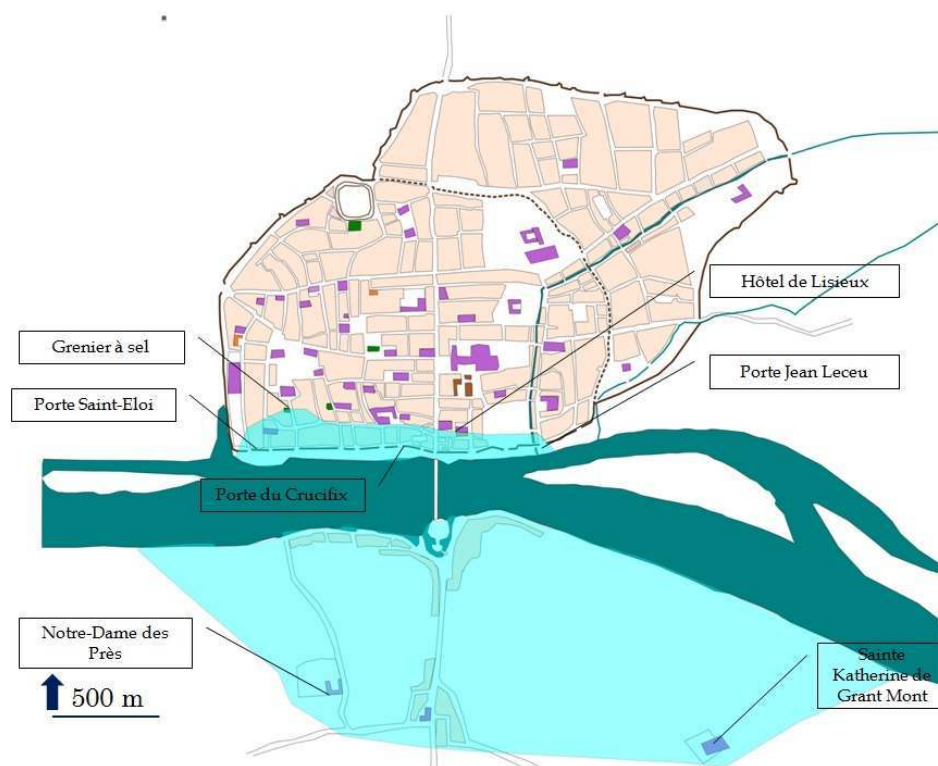 Hôtel de Lisieux
Grenier à sel
Porte Jean Leceu
Porte Saint-Eloi
Porte du Crucifix
Notre-Dame des
Près
Sainte
Katherine de
Grant Mont
500 m